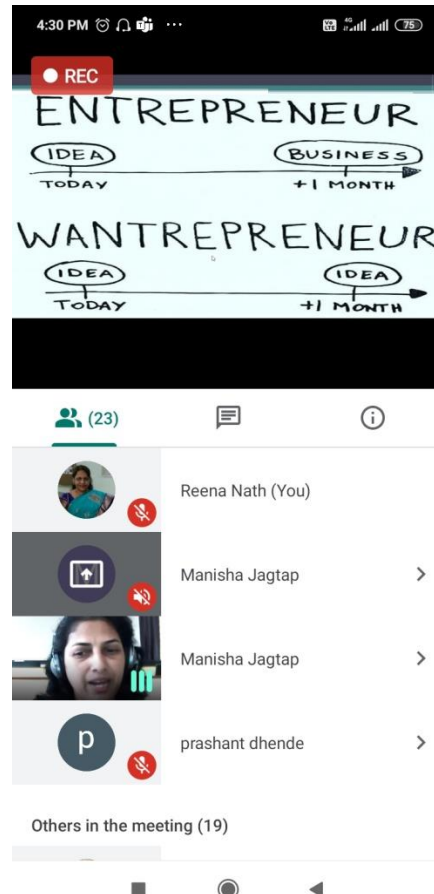 4:30 PM
4G
75
REC
ENTREPRENEUR
IDEA
BUSINESS
TODAY
+1 MONTH
WANTREPRENEUR
IDEA
IDEA
TODAY
+1 MONTH
(23)
Reena Nath (You)
Manisha Jagtap
Manisha Jagtap
p
prashant dhende
Others in the meeting (19)